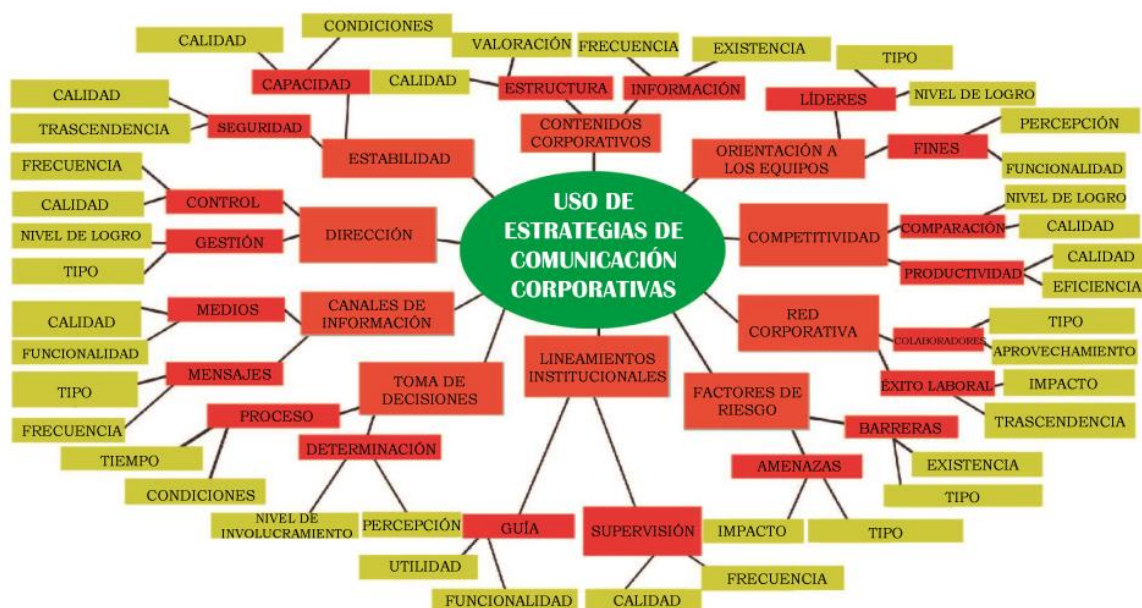 USO DE
ESTRATEGIAS DE
COMUNICACIÓN
CORPORATIVAS
CONTENIDOS
CORPORATIVOS
ESTRUCTURA
CALIDAD
VALORACIÓN
INFORMACIÓN
FRECUENCIA
EXISTENCIA
ORIENTACIÓN A
LOS EQUIPOS
LÍDERES
TIPO
NIVEL DE LOGRO
FINES
PERCEPCIÓN
FUNCIONALIDAD
COMPETITIVIDAD
COMPARACIÓN
NIVEL DE LOGRO
CALIDAD
PRODUCTIVIDAD
CALIDAD
EFICIENCIA
RED
CORPORATIVA
COLABORADORES
TIPO
APROVECHAMIENTO
ÉXITO LABORAL
IMPACTO
TRASCENDENCIA
FACTORES DE
RIESGO
BARRERAS
EXISTENCIA
TIPO
AMENAZAS
IMPACTO
TIPO
LINEAMIENTOS
INSTITUCIONALES
SUPERVISIÓN
CALIDAD
FRECUENCIA
GUÍA
UTILIDAD
FUNCIONALIDAD
TOMA DE
DECISIONES
DETERMINACIÓN
NIVEL DE
INVOLUCRAMIENTO
PERCEPCIÓN
PROCESO
TIEMPO
CONDICIONES
CANALES DE
INFORMACIÓN
MEDIOS
CALIDAD
FUNCIONALIDAD
MENSAJES
TIPO
FRECUENCIA
DIRECCIÓN
CONTROL
FRECUENCIA
CALIDAD
GESTIÓN
NIVEL DE LOGRO
TIPO
ESTABILIDAD
SEGURIDAD
CALIDAD
TRASCENDENCIA
CAPACIDAD
CALIDAD
CONDICIONES